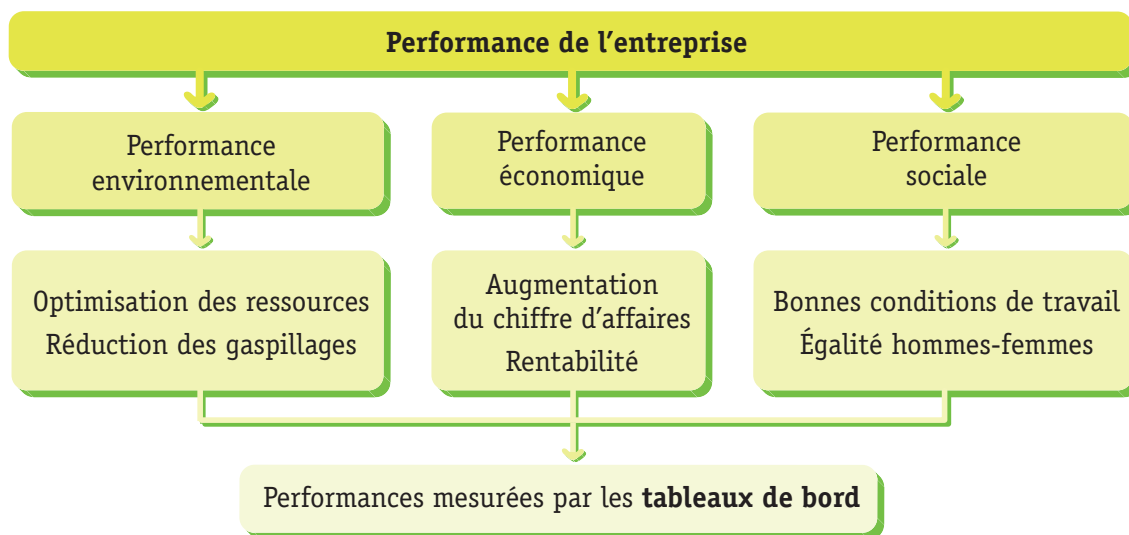 Performance de l’entreprise
Performance
environnementale
Performance
économique
Performance
sociale
Optimisation des ressources
Réduction des gaspillages
Augmentation
du chiffre d’affaires
Rentabilité
Bonnes conditions de travail
Égalité hommes-femmes
Performances mesurées par les tableaux de bord